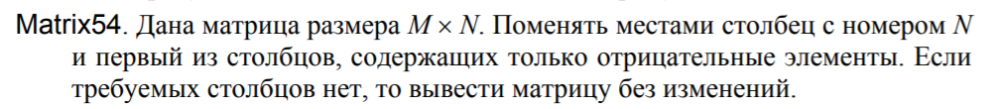 Matrix54. Дана матрица размера M × N. Поменять местами столбец с номером N
и первый из столбцов, содержащих только отрицательные элементы. Если
требуемых столбцов нет, то вывести матрицу без изменений.